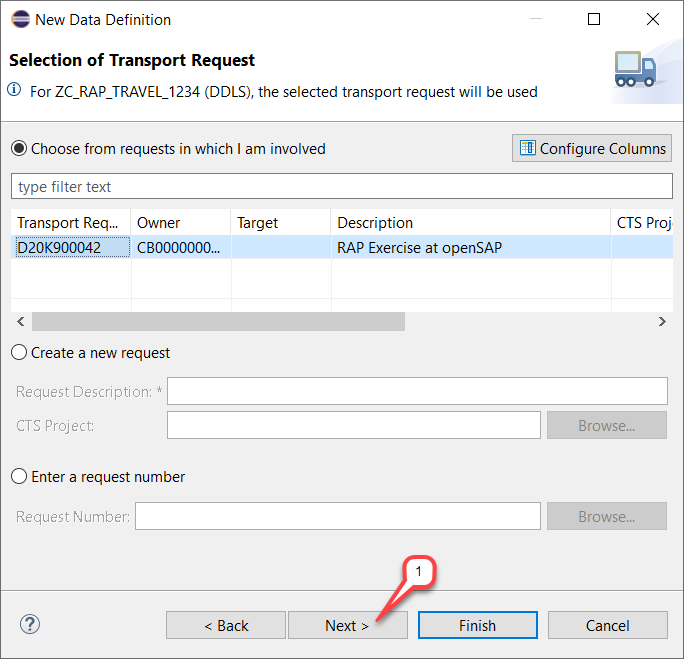 New Data Definition
Selection of Transport Request
For ZC_RAP_TRAVEL_1234 (DDLS), the selected transport request will be used
Choose from requests in which I am involved
Configure Columns
type filter text
Transport Req... Owner Target Description CTS Proj
D20K900042 CB0000000... RAP Exercise at openSAP
Create a new request
Request Description: *
CTS Project: Browse...
Enter a request number
Request Number: Browse...
1
? < Back Next > Finish Cancel